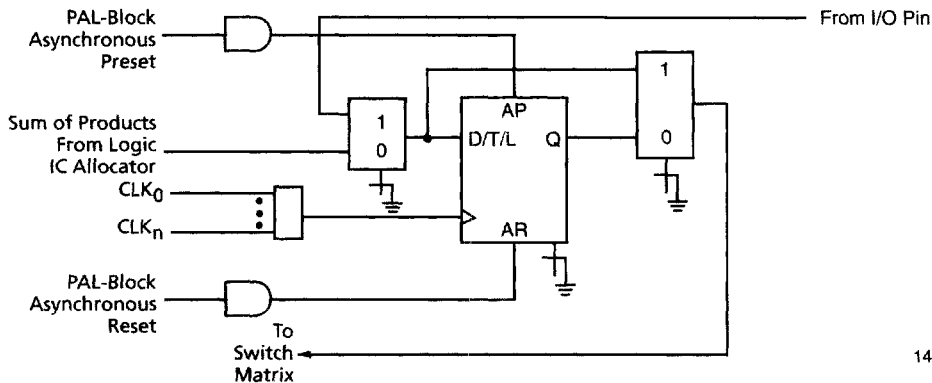 PAL-Block
Asynchronous
Preset
From I/O Pin
1
0
AP
D/T/L Q
AR
1
0
Sum of Products
From Logic
IC Allocator
CLK0
CLKn
PAL-Block
Asynchronous
Reset
To
Switch
Matrix
14